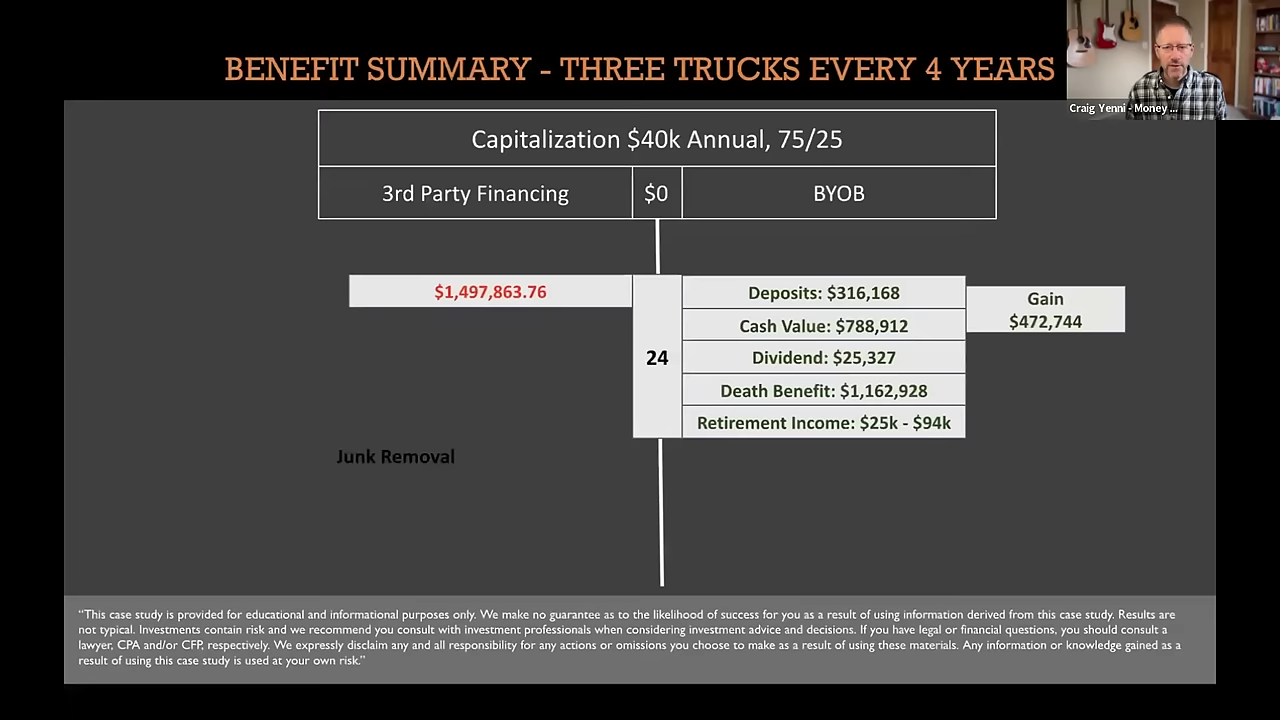 BENEFIT SUMMARY - THREE TRUCKS EVERY 4 YEARS
Craig Yenni - Money ...
Capitalization $40k Annual, 75/25
3rd Party Financing
$0
BYOB
$1,497,863.76
24
Deposits: $316,168
Cash Value: $788,912
Dividend: $25,327
Death Benefit: $1,162,928
Retirement Income: $25k - $94k
Gain
$472,744
Junk Removal
“This case study is provided for educational and informational purposes only. We make no guarantee as to the likelihood of success for you as a result of using information derived from this case study. Results are
not typical. Investments contain risk and we recommend you consult with investment professionals when considering investment advice and decisions. If you have legal or financial questions, you should consult a
lawyer, CPA and/or CFP, respectively. We expressly disclaim any and all responsibility for any actions or omissions you choose to make as a result of using these materials. Any information or knowledge gained as a
result of using this case study is used at your own risk.”